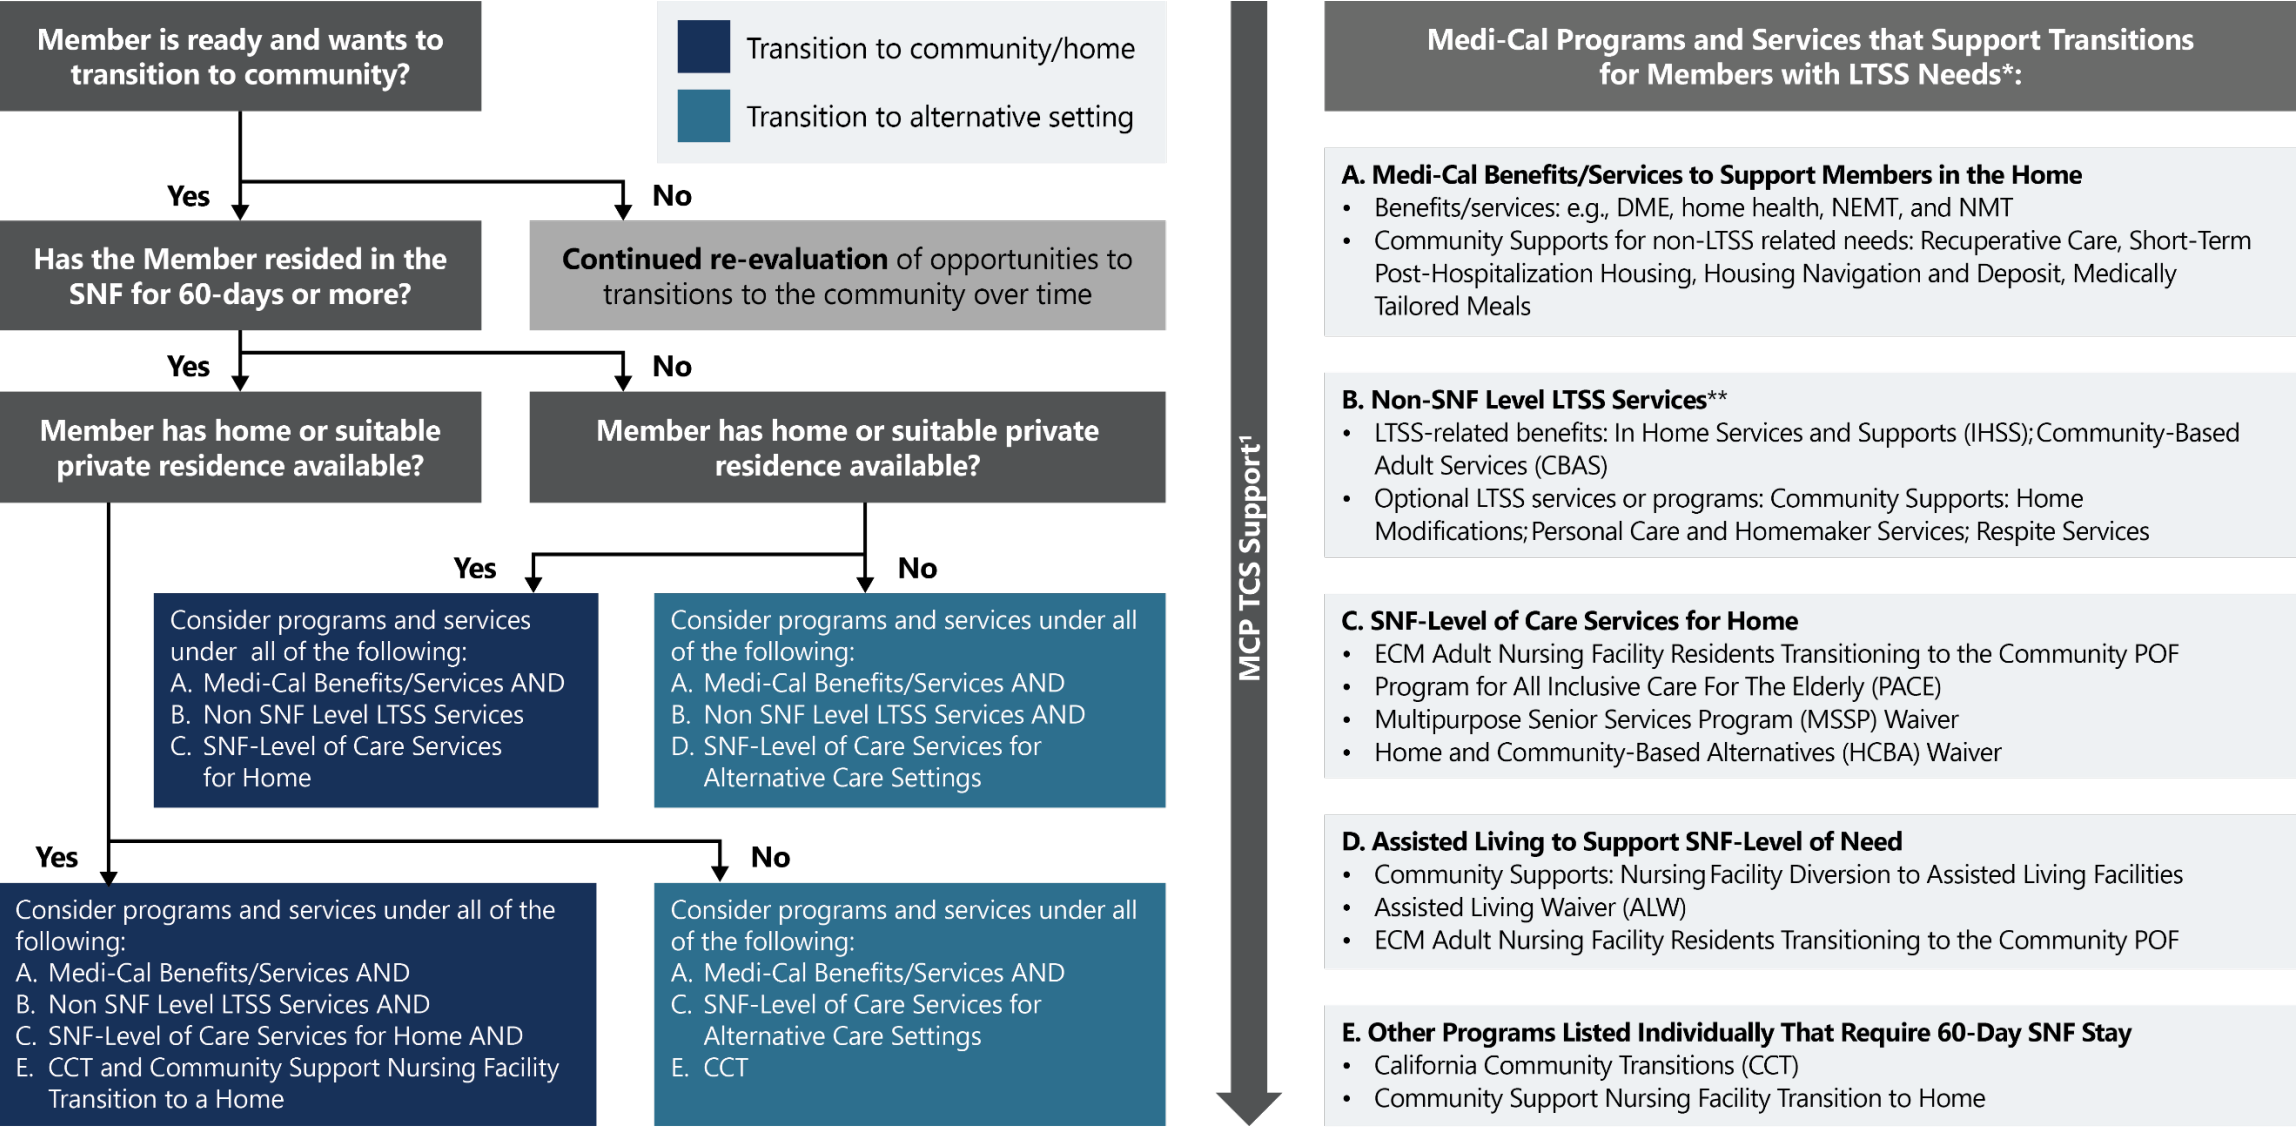 Member is ready and wants to
transition to community?
Transition to community/home
Transition to alternative setting
Yes
No
Has the Member resided in the
SNF for 60-days or more?
Continued re-evaluation of opportunities to
transitions to the community over time
Yes
No
Member has home or suitable
private residence available?
Member has home or suitable private
residence available?
Yes
No
Consider programs and services
under all of the following:
A. Medi-Cal Benefits/Services AND
B. Non SNF Level LTSS Services
C. SNF-Level of Care Services
for Home
Consider programs and services under all
of the following:
A. Medi-Cal Benefits/Services AND
B. Non SNF Level LTSS Services AND
D. SNF-Level of Care Services for
Alternative Care Settings
Yes
No
Consider programs and services under all of the
following:
A. Medi-Cal Benefits/Services AND
B. Non SNF Level LTSS Services AND
C. SNF-Level of Care Services for Home AND
E. CCT and Community Support Nursing Facility
Transition to a Home
Consider programs and services under all
of the following:
A. Medi-Cal Benefits/Services AND
C. SNF-Level of Care Services for
Alternative Care Settings
E. CCT
MCP TCS Support¹
Medi-Cal Programs and Services that Support Transitions
for Members with LTSS Needs*:
A. Medi-Cal Benefits/Services to Support Members in the Home
• Benefits/services: e.g., DME, home health, NEMT, and NMT
• Community Supports for non-LTSS related needs: Recuperative Care, Short-Term
Post-Hospitalization Housing, Housing Navigation and Deposit, Medically
Tailored Meals
B. Non-SNF Level LTSS Services**
• LTSS-related benefits: In Home Services and Supports (IHSS); Community-Based
Adult Services (CBAS)
• Optional LTSS services or programs: Community Supports: Home
Modifications; Personal Care and Homemaker Services; Respite Services
C. SNF-Level of Care Services for Home
• ECM Adult Nursing Facility Residents Transitioning to the Community POF
• Program for All Inclusive Care For The Elderly (PACE)
• Multipurpose Senior Services Program (MSSP) Waiver
• Home and Community-Based Alternatives (HCBA) Waiver
D. Assisted Living to Support SNF-Level of Need
• Community Supports: Nursing Facility Diversion to Assisted Living Facilities
• Assisted Living Waiver (ALW)
• ECM Adult Nursing Facility Residents Transitioning to the Community POF
E. Other Programs Listed Individually That Require 60-Day SNF Stay
• California Community Transitions (CCT)
• Community Support Nursing Facility Transition to Home